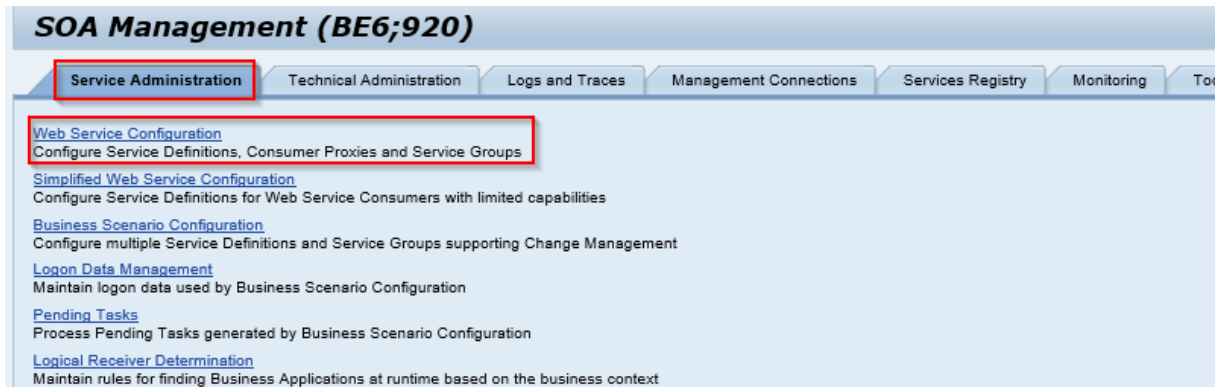 SOA Management (BE6;920)
Service Administration Technical Administration Logs and Traces Management Connections Services Registry Monitoring
Web Service Configuration
Configure Service Definitions, Consumer Proxies and Service Groups
Simplified Web Service Configuration
Configure Service Definitions for Web Service Consumers with limited capabilities
Business Scenario Configuration
Configure multiple Service Definitions and Service Groups supporting Change Management
Logon Data Management
Maintain logon data used by Business Scenario Configuration
Pending Tasks
Process Pending Tasks generated by Business Scenario Configuration
Logical Receiver Determination
Maintain rules for finding Business Applications at runtime based on the business context